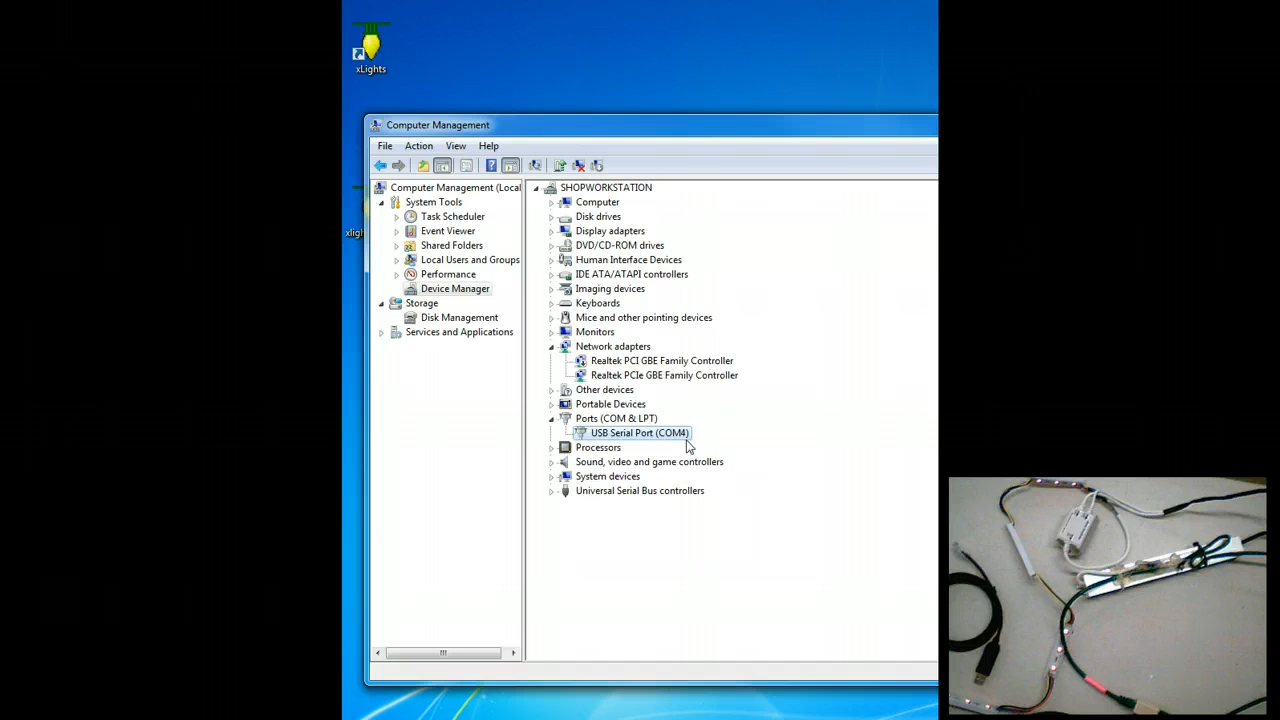 xLights
Computer Management
File Action View Help
Computer Management (Local
System Tools
Task Scheduler
Event Viewer
Shared Folders
Local Users and Groups
Performance
Device Manager
Storage
Disk Management
Services and Applications
SHOPWORKSTATION
Computer
Disk drives
Display adapters
DVD/CD-ROM drives
Human Interface Devices
IDE ATA/ATAPI controllers
Imaging devices
Keyboards
Mice and other pointing devices
Monitors
Network adapters
Realtek PCI GBE Family Controller
Realtek PCIe GBE Family Controller
Other devices
Portable Devices
Ports (COM & LPT)
USB Serial Port (COM4)
Processors
Sound, video and game controllers
System devices
Universal Serial Bus controllers
xligh